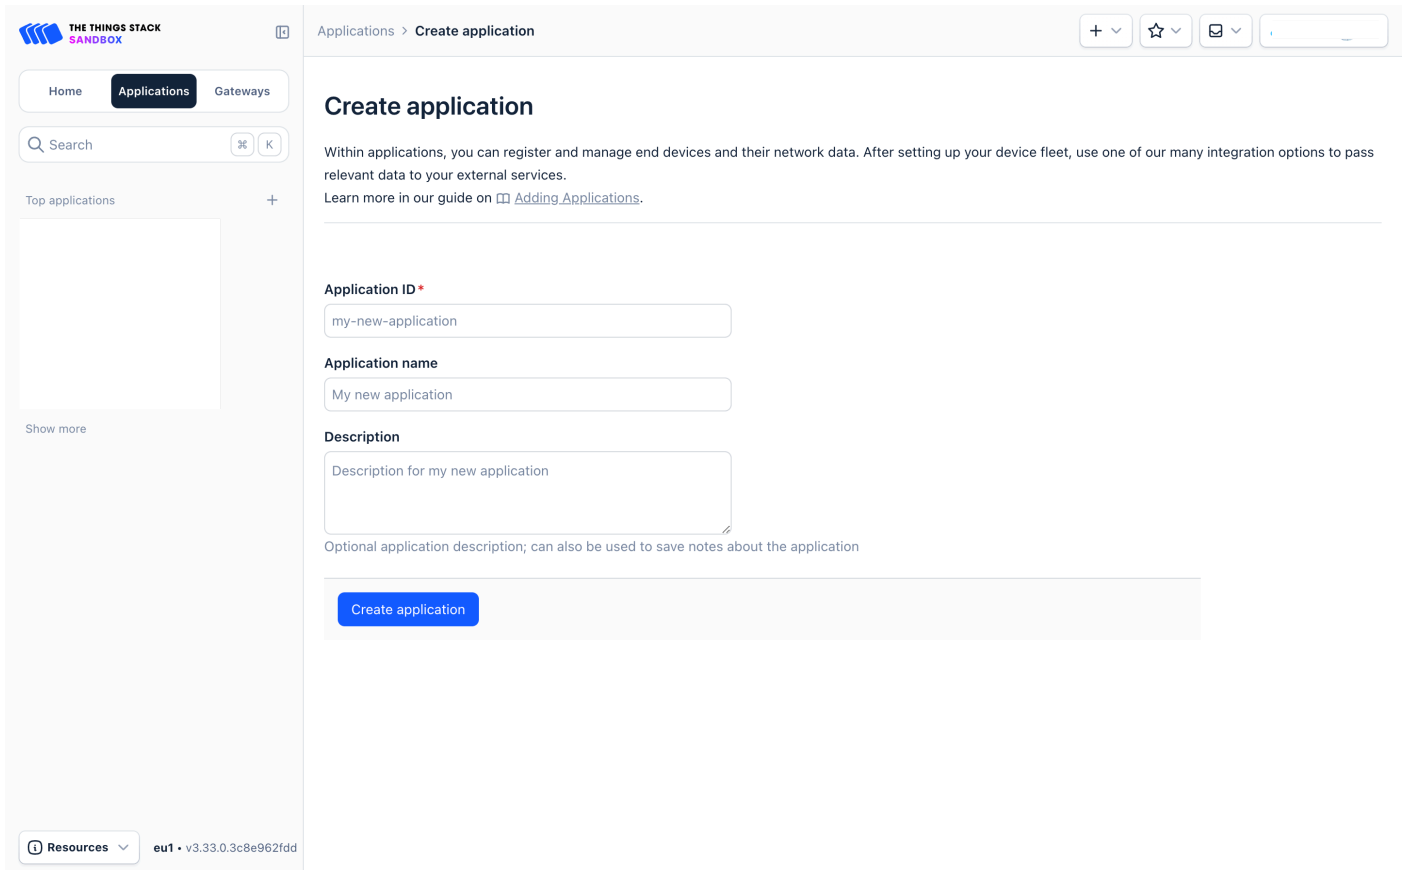 THE THINGS STACK
SANDBOX
Home
Applications
Gateways
Search
⌘
K
Top applications
Show more
Resources
eu1 • v3.33.0.3c8e962fdd
Applications > Create application
Create application
Within applications, you can register and manage end devices and their network data. After setting up your device fleet, use one of our many integration options to pass
relevant data to your external services.
Learn more in our guide on Adding Applications.
Application ID*
my-new-application
Application name
My new application
Description
Description for my new application
Optional application description; can also be used to save notes about the application
Create application